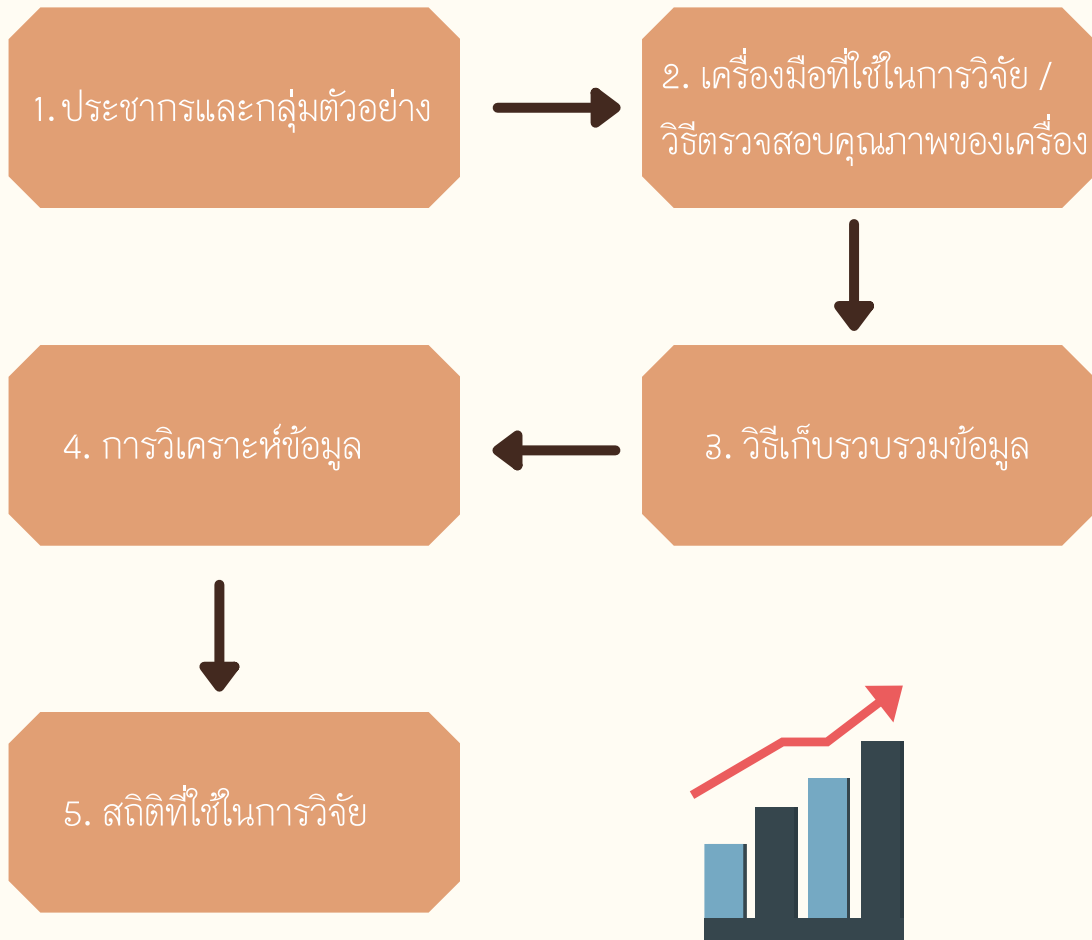 1. ประชากรและกลุ่มตัวอย่าง
2. เครื่องมือที่ใช้ในการวิจัย /
วิธีตรวจสอบคุณภาพของเครื่อง
3. วิธีเก็บรวบรวมข้อมูล
4. การวิเคราะห์ข้อมูล
5. สถิติที่ใช้ในการวิจัย